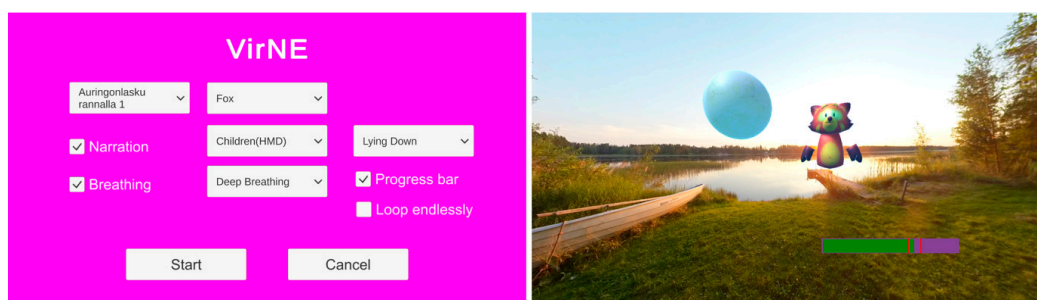 VirNE
Auringonlasku
rannalla 1
Fox
Narration
Children(HMD)
Lying Down
Breathing
Deep Breathing
Progress bar
Loop endlessly
Start
Cancel